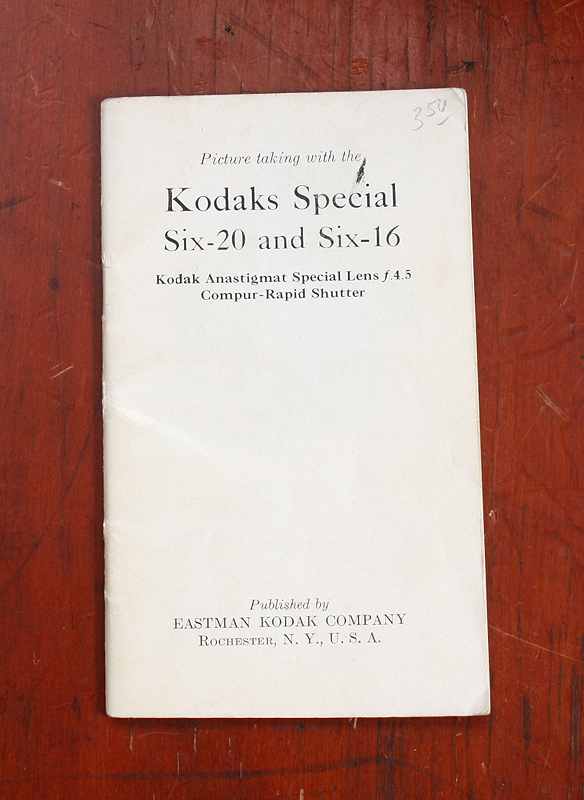 350
Picture taking with the
Kodaks Special
Six-20 and Six-16
Kodak Anastigmat Special Lens f.4.5
Compur-Rapid Shutter
Published by
EASTMAN KODAK COMPANY
ROCHESTER, N. Y., U. S. A.